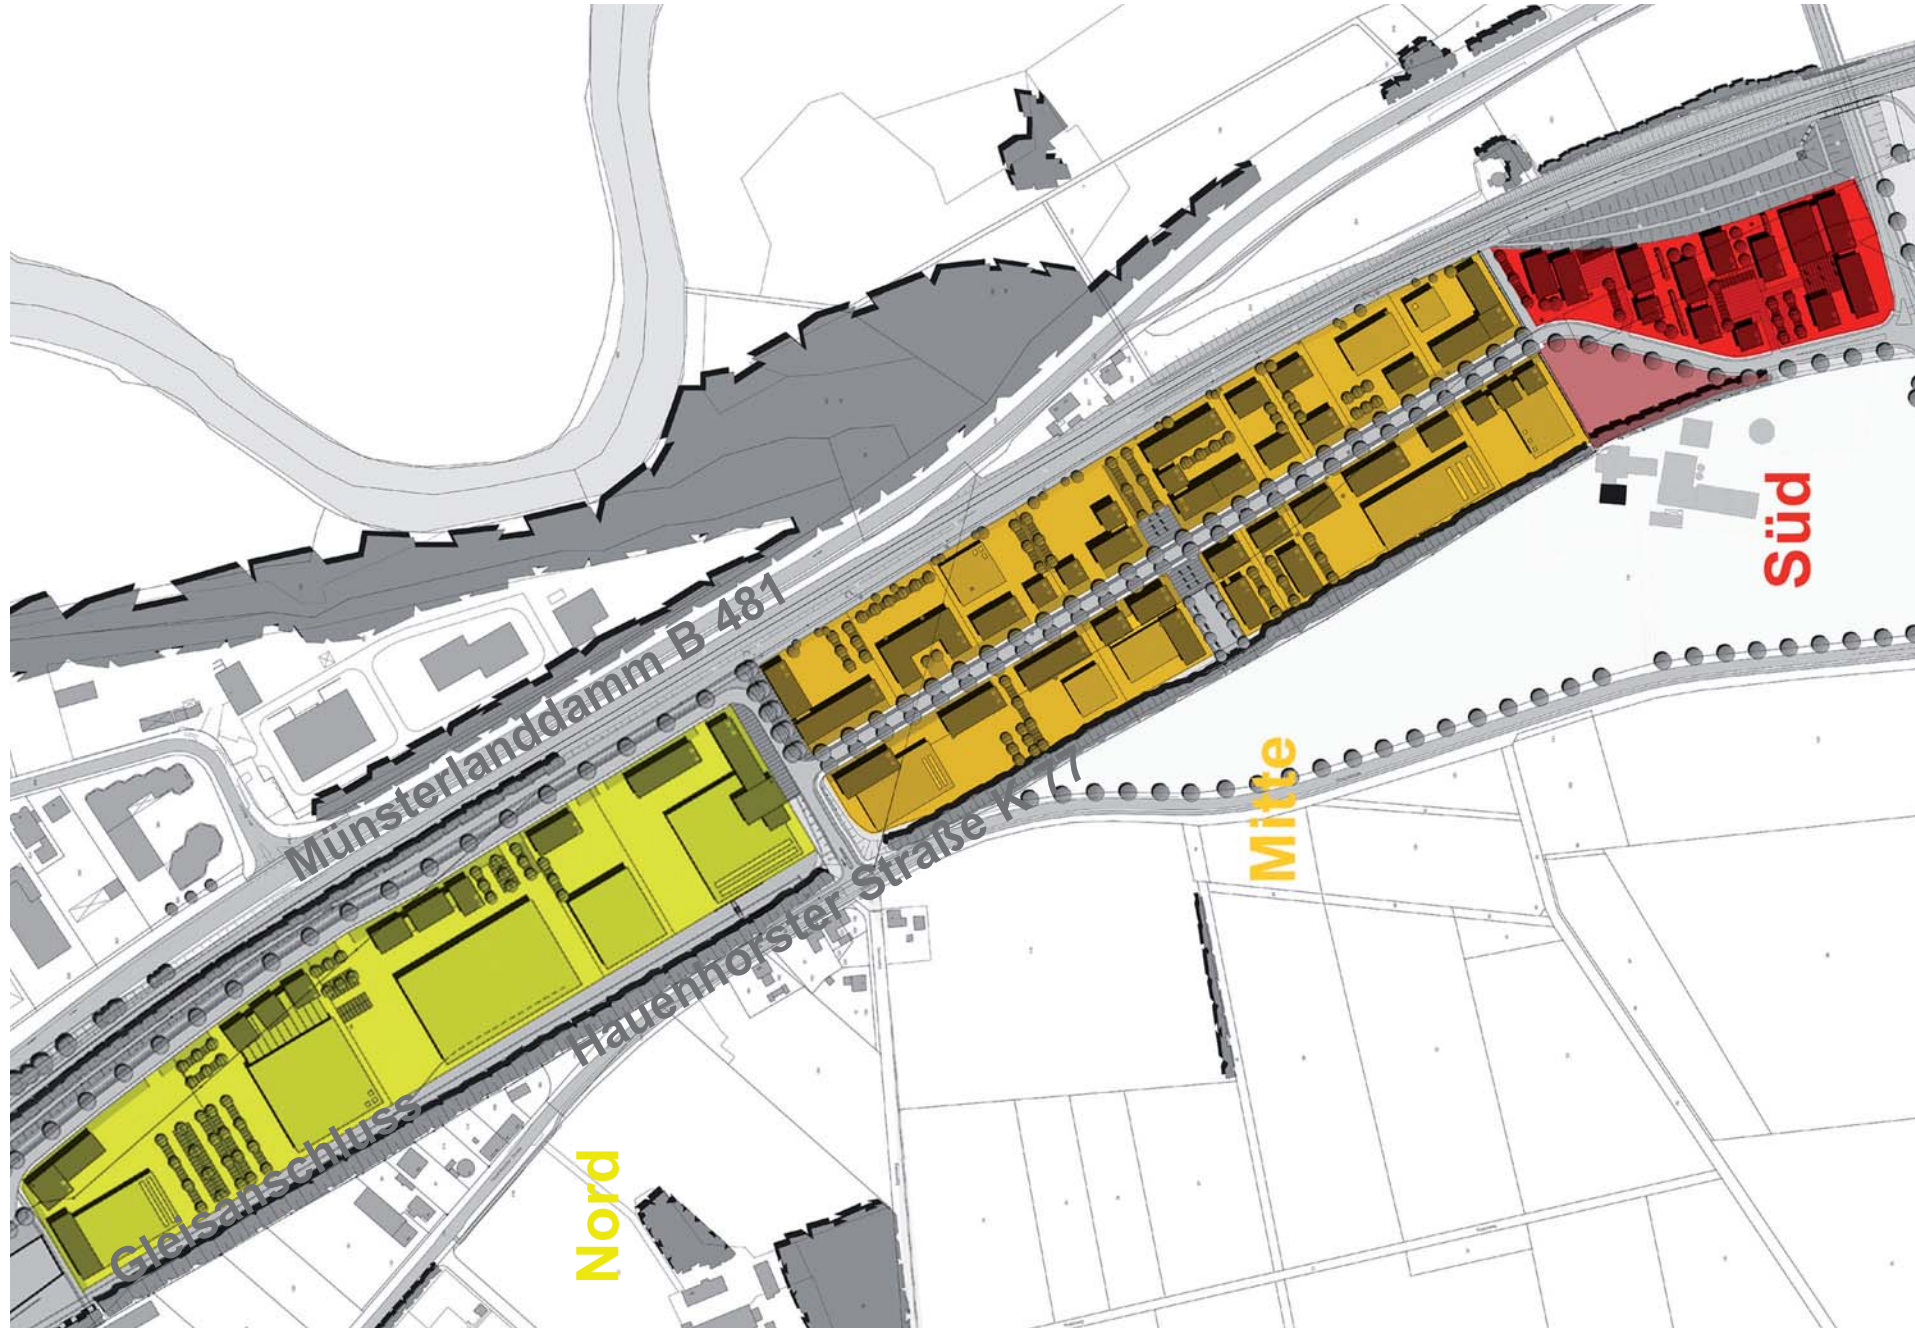 Münsterlanddamm B 481
Süd
Mitte
Hauenhorster Straße K 77
Gleisanschluss
Nord